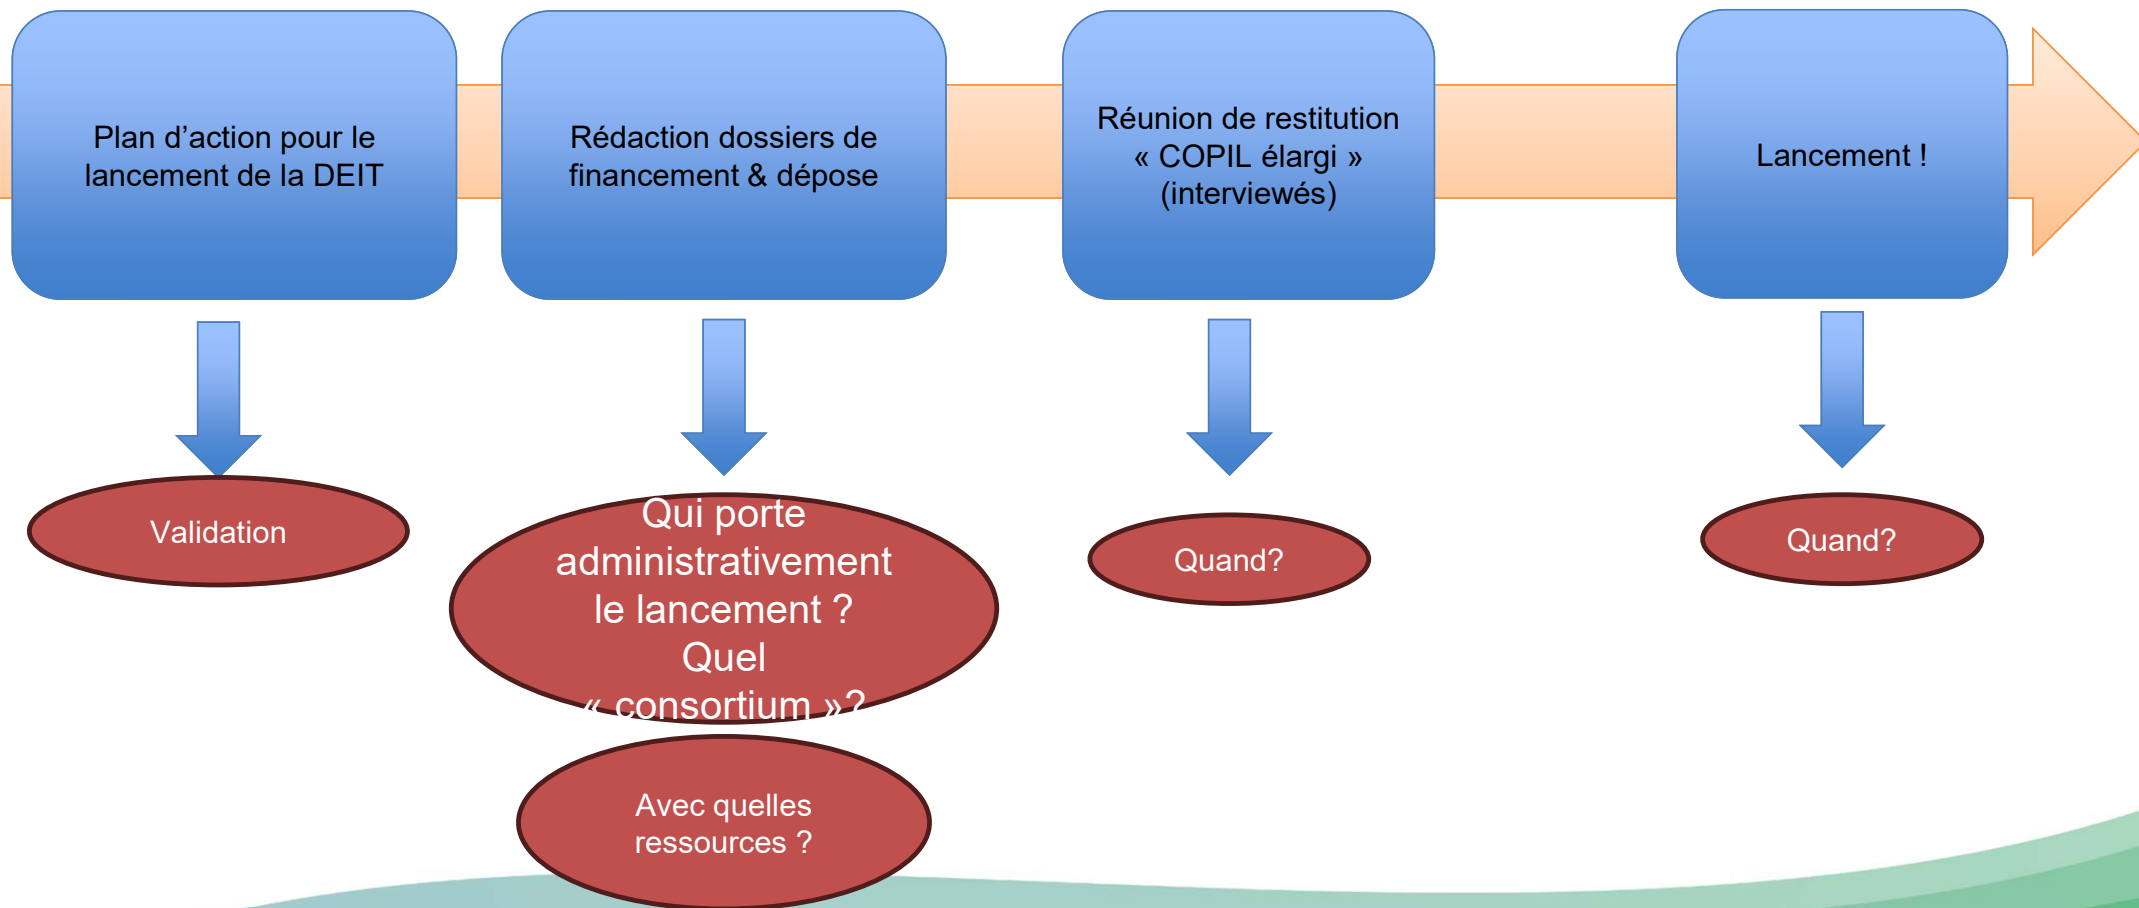 Plan d’action pour le
lancement de la DEIT
Rédaction dossiers de
financement & dépose
Réunion de restitution
« COPIL élargi »
(interviewés)
Lancement !
Validation
Qui porte
administrativement
le lancement ?
Quel
« consortium »?
Avec quelles
ressources ?
Quand?
Quand?